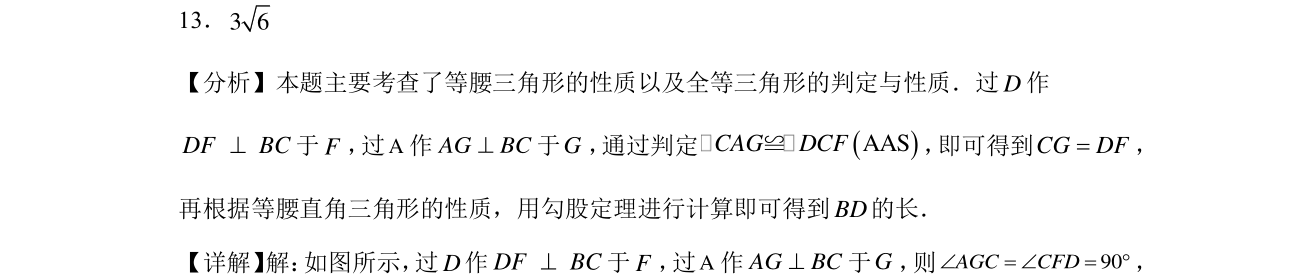 13．3√6
【分析】本题主要考查了等腰三角形的性质以及全等三角形的判定与性质．过D作
DF ⊥ BC于F，过A作AG⊥BC于G，通过判定□CAG≌□DCF(AAS)，即可得到CG=DF，
再根据等腰直角三角形的性质，用勾股定理进行计算即可得到BD的长．
【详解】解：如图所示，过D作DF ⊥ BC于F，过A作AG⊥BC于G，则∠AGC=∠CFD=90°，